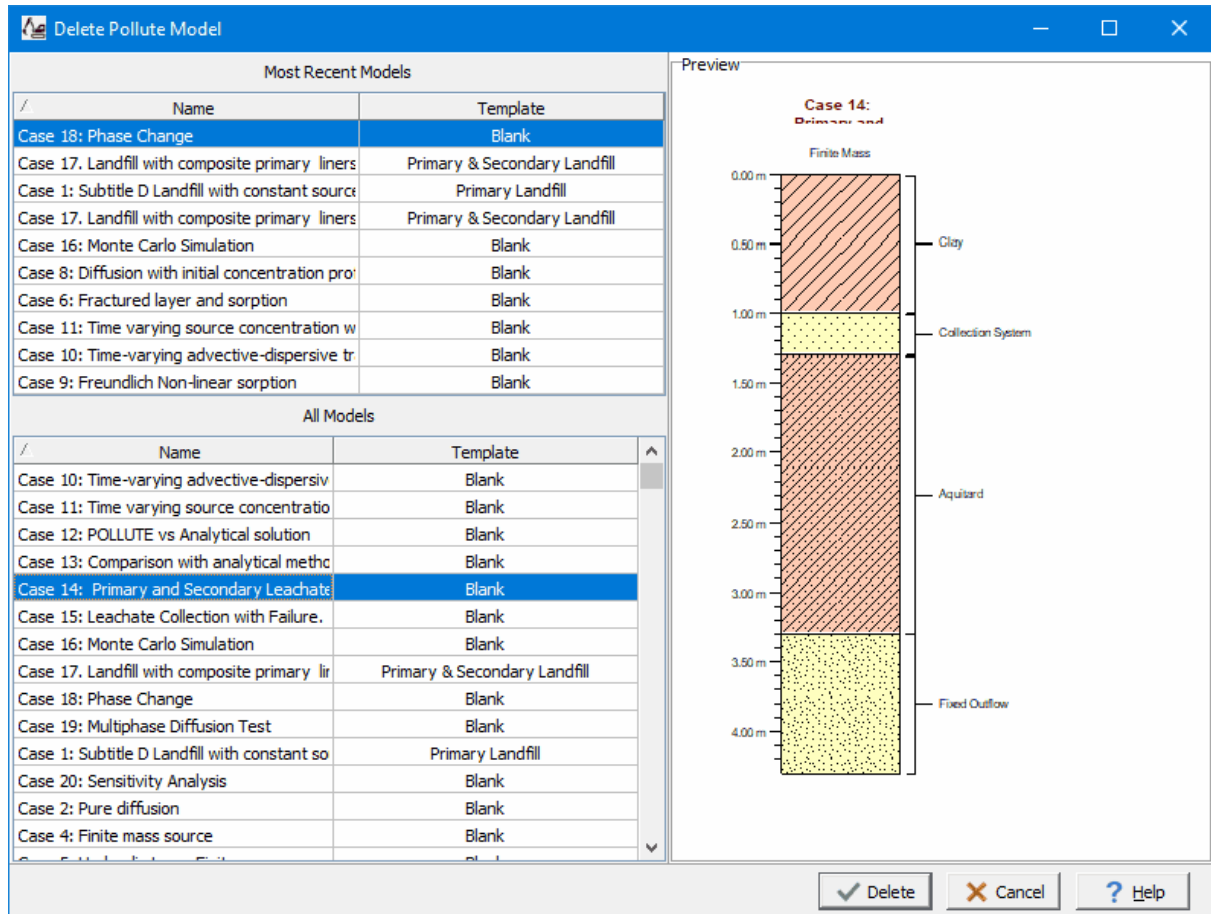 Delete Pollute Model
Most Recent Models
Name Template
Case 18: Phase Change Blank
Case 17. Landfill with composite primary liners Primary & Secondary Landfill
Case 1: Subtitle D Landfill with constant source Primary Landfill
Case 17. Landfill with composite primary liners Primary & Secondary Landfill
Case 16: Monte Carlo Simulation Blank
Case 8: Diffusion with initial concentration Blank
Case 6: Fractured layer and sorption Blank
Case 11: Time varying source concentration w Blank
Case 10: Time-varying advective-dispersive tr Blank
Case 9: Freundlich Non-linear sorption Blank
All Models
Name Template
Case 10: Time-varying advective-dispersiv Blank
Case 11: Time varying source concentratio Blank
Case 12: POLLUTE vs Analytical solution Blank
Case 13: Comparison with analytical Blank
Case 14: Primary and Secondary Leachate Blank
Case 15: Leachate Collection with Failure. Blank
Case 16: Monte Carlo Simulation Blank
Case 17. Landfill with composite primary Primary & Secondary Landfill
Case 18: Phase Change Blank
Case 19: Multiphase Diffusion Test Blank
Case 1: Subtitle D Landfill with constant so Primary Landfill
Case 20: Sensitivity Analysis Blank
Case 2: Pure diffusion Blank
Case 4: Finite mass source Blank
Preview
Case 14:
Primary and
Finite Mass
0.00 m
0.50 m
Clay
1.00 m
Collection System
1.50 m
2.00 m
Aquitard
2.50 m
3.00 m
3.50 m
Fixed Outflow
4.00 m
Delete Cancel Help